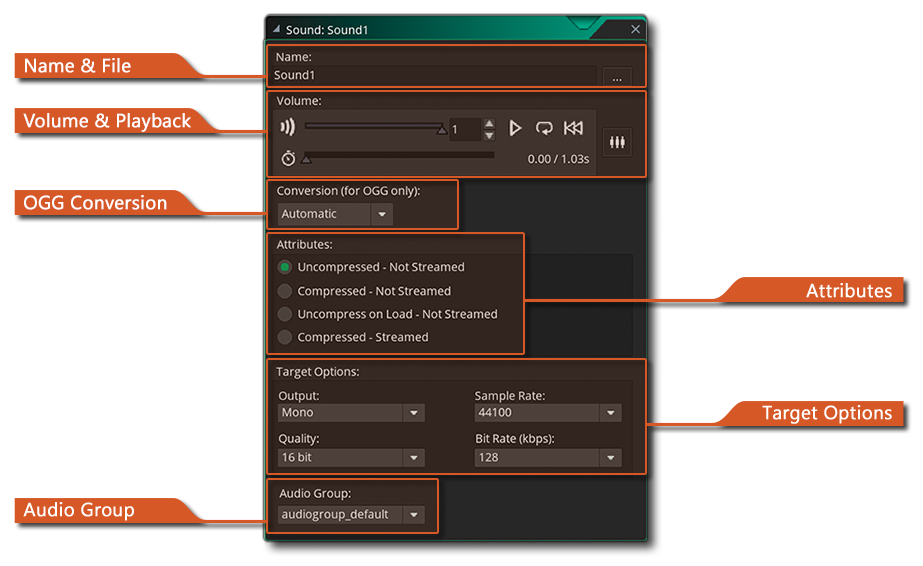 Sound: Sound1
Name & File
Name:
Sound1
...
Volume & Playback
Volume:
1
0.00 / 1.03s
OGG Conversion
Conversion (for OGG only):
Automatic
Attributes:
Uncompressed - Not Streamed
Compressed - Not Streamed
Uncompress on Load - Not Streamed
Compressed - Streamed
Attributes
Target Options:
Output:
Mono
Sample Rate:
44100
Quality:
16 bit
Bit Rate (kbps):
128
Target Options
Audio Group
Audio Group:
audiogroup_default